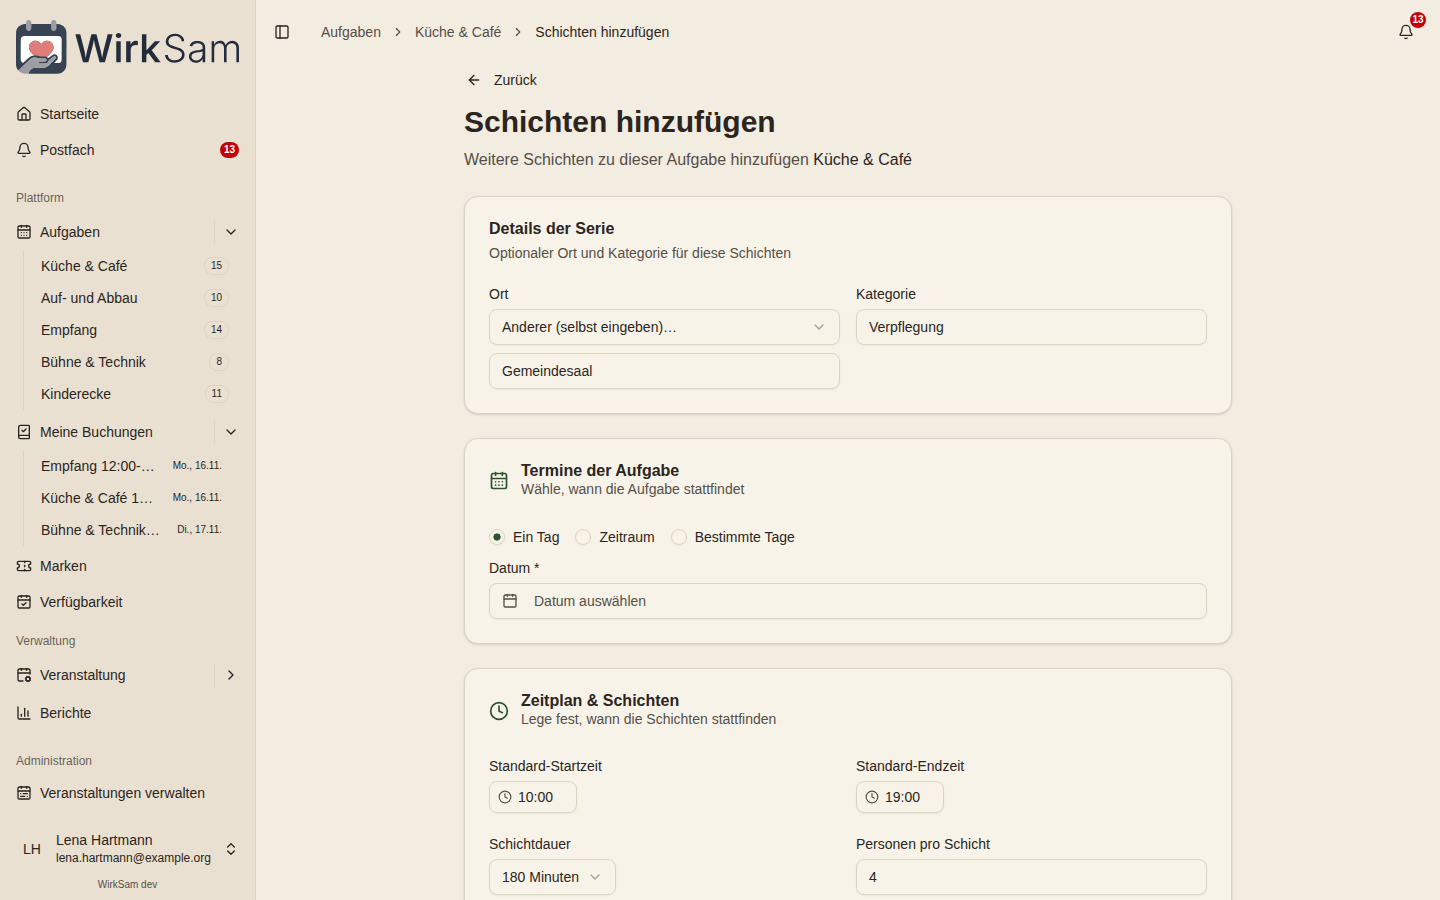 WirkSam
Startseite
Postfach 13
Plattform
Aufgaben
Küche & Café 15
Auf- und Abbau 10
Empfang 14
Bühne & Technik 8
Kinderecke 11
Meine Buchungen
Empfang 12:00-… Mo., 16.11.
Küche & Café 1… Mo., 16.11.
Bühne & Technik… Di., 17.11.
Marken
Verfügbarkeit
Verwaltung
Veranstaltung
Berichte
Administration
Veranstaltungen verwalten
LH
Lena Hartmann
lena.hartmann@example.org
WirkSam dev
Aufgaben > Küche & Café > Schichten hinzufügen
13
Zurück
Schichten hinzufügen
Weitere Schichten zu dieser Aufgabe hinzufügen Küche & Café
Details der Serie
Optionaler Ort und Kategorie für diese Schichten
Ort Kategorie
Anderer (selbst eingeben)… Verpflegung
Gemeindesaal
Termine der Aufgabe
Wähle, wann die Aufgabe stattfindet
Ein Tag Zeitraum Bestimmte Tage
Datum *
Datum auswählen
Zeitplan & Schichten
Lege fest, wann die Schichten stattfinden
Standard-Startzeit Standard-Endzeit
10:00 19:00
Schichtdauer Personen pro Schicht
180 Minuten 4